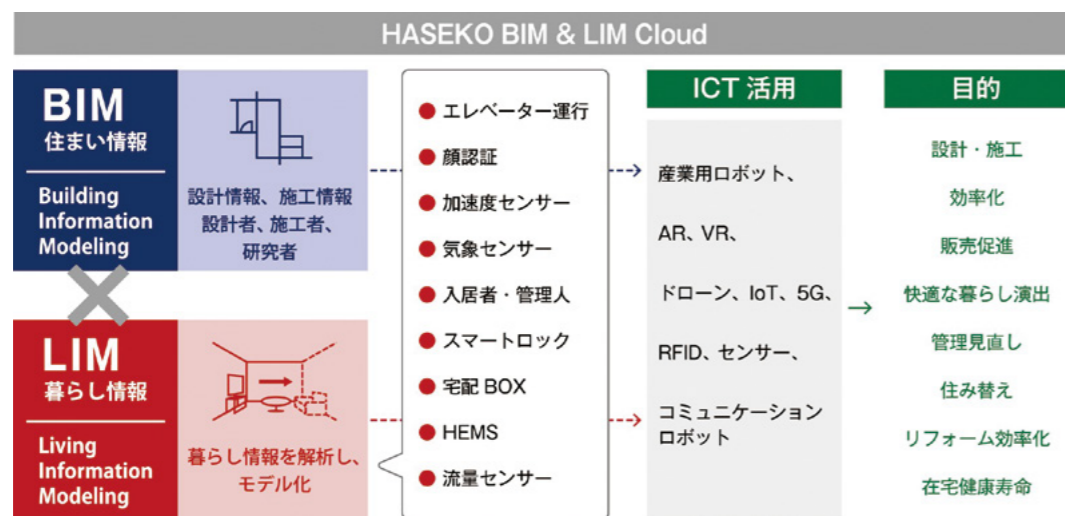 HASEKO BIM & LIM Cloud
BIM
住まい情報
Building
Information
Modeling
設計情報、施工情報
設計者、施工者、
研究者
LIM
暮らし情報
Living
Information
Modeling
暮らし情報を解析し、
モデル化
● エレベーター運行
● 顔認証
● 加速度センサー
● 気象センサー
● 入居者・管理人
● スマートロック
● 宅配 BOX
● HEMS
● 流量センサー
ICT 活用
産業用ロボット、
AR、VR、
ドローン、IoT、5G、
RFID、センサー、
コミュニケーション
ロボット
目的
設計・施工
効率化
販売促進
快適な暮らし演出
管理見直し
住み替え
リフォーム効率化
在宅健康寿命